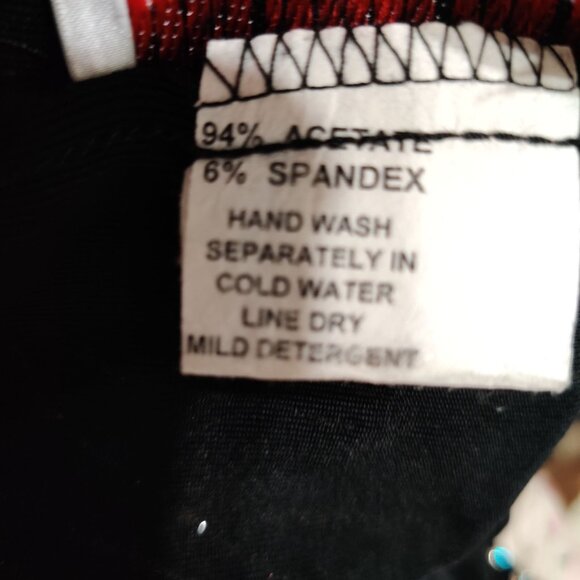 94% ACETATE
6% SPANDEX
HAND WASH
SEPARATELY IN
COLD WATER
LINE DRY
MILD DETERGENT